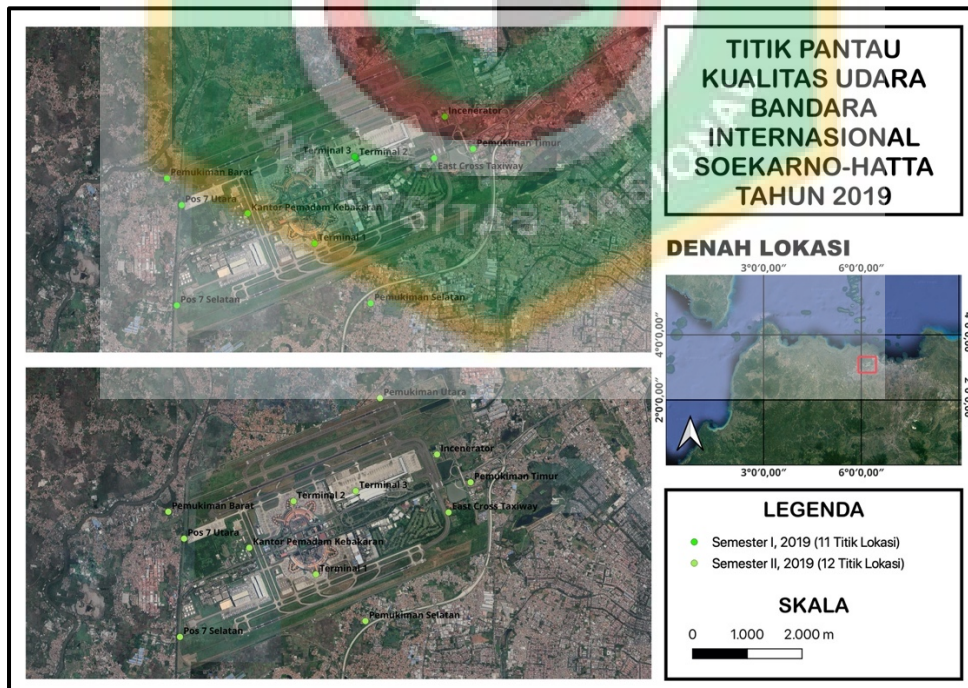 TITIK PANTAU
KUALITAS UDARA
BANDARA
INTERNASIONAL
SOEKARNO-HATTA
TAHUN 2019
Incenerator
Pemukiman Timur
Terminal 3
Terminal 2
East Cross Taxiway
Pemukiman Barat
Pos 7 Utara
Kantor Pemadam Kebakaran
Terminal 1
Pos 7 Selatan
Pemukiman Selatan
DENAH LOKASI
3°0'0,00"
6°0'0,00"
4°0'0,00"
2°0'0,00"
3°0'0,00"
6°0'0,00"
Pemukiman Utara
Incenerator
Pemukiman Timur
Terminal 3
Terminal 2
East Cross Taxiway
Pemukiman Barat
Pos 7 Utara
Kantor Pemadam Kebakaran
Terminal 1
Pemukiman Selatan
Pos 7 Selatan
LEGENDA
Semester I, 2019 (11 Titik Lokasi)
Semester II, 2019 (12 Titik Lokasi)
SKALA
0 1.000 2.000 m